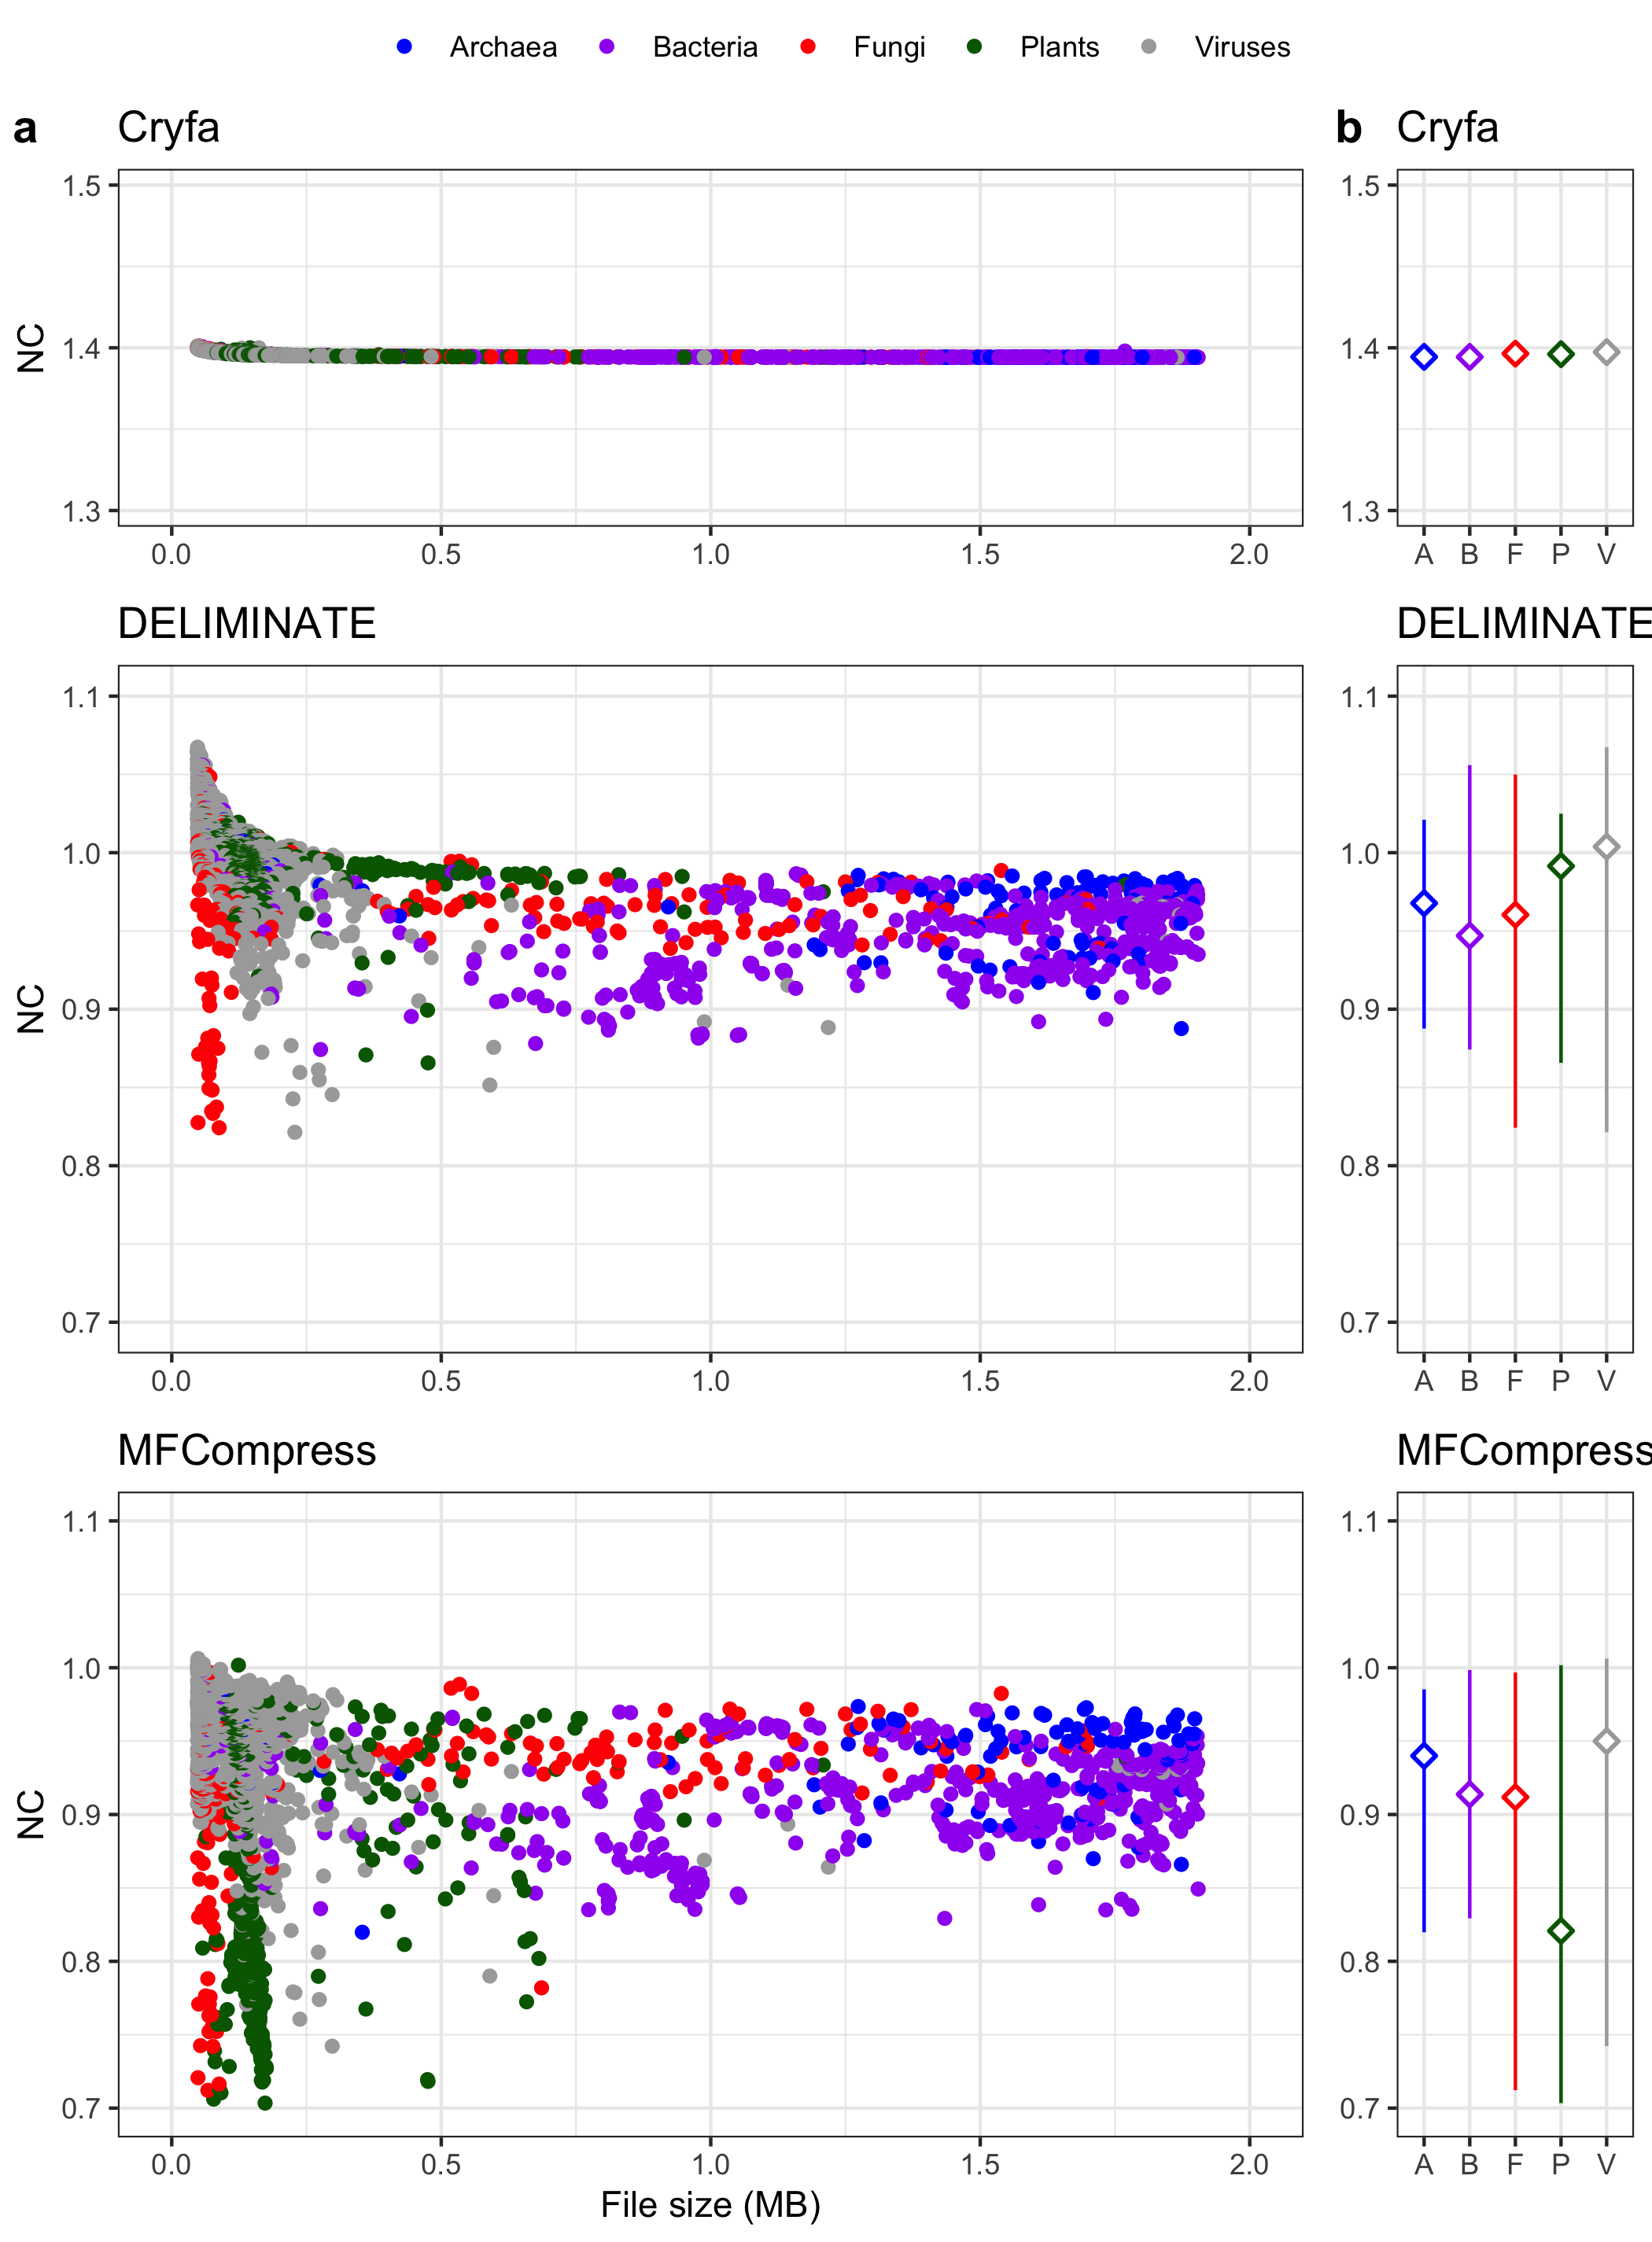 Archaea Bacteria Fungi Plants Viruses
a Cryfa
1.5
1.4
1.3
NC
0.0 0.5 1.0 1.5 2.0
b Cryfa
1.5
1.4
1.3
A B F P V
DELIMINATE
1.1
1.0
0.9
0.8
0.7
NC
0.0 0.5 1.0 1.5 2.0
DELIMINATE
1.1
1.0
0.9
0.8
0.7
A B F P V
MFCompress
1.1
1.0
0.9
0.8
0.7
NC
0.0 0.5 1.0 1.5 2.0
File size (MB)
MFCompress
1.1
1.0
0.9
0.8
0.7
A B F P V